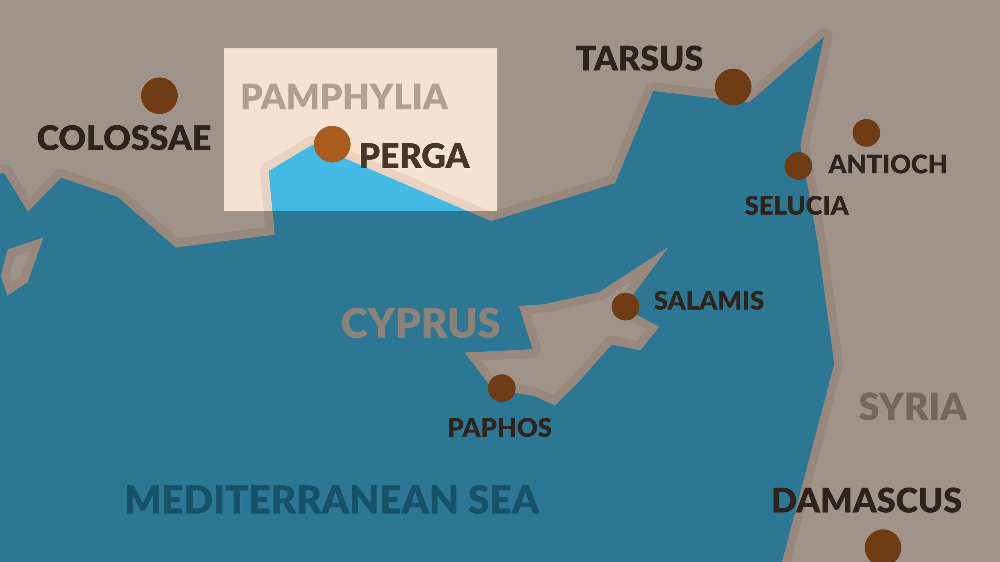 TARSUS
PAMPHYLIA
COLOSSAE
PERGA
ANTIOCH
SELUCIA
SALAMIS
CYPRUS
SYRIA
PAPHOS
MEDITERRANEAN SEA
DAMASCUS